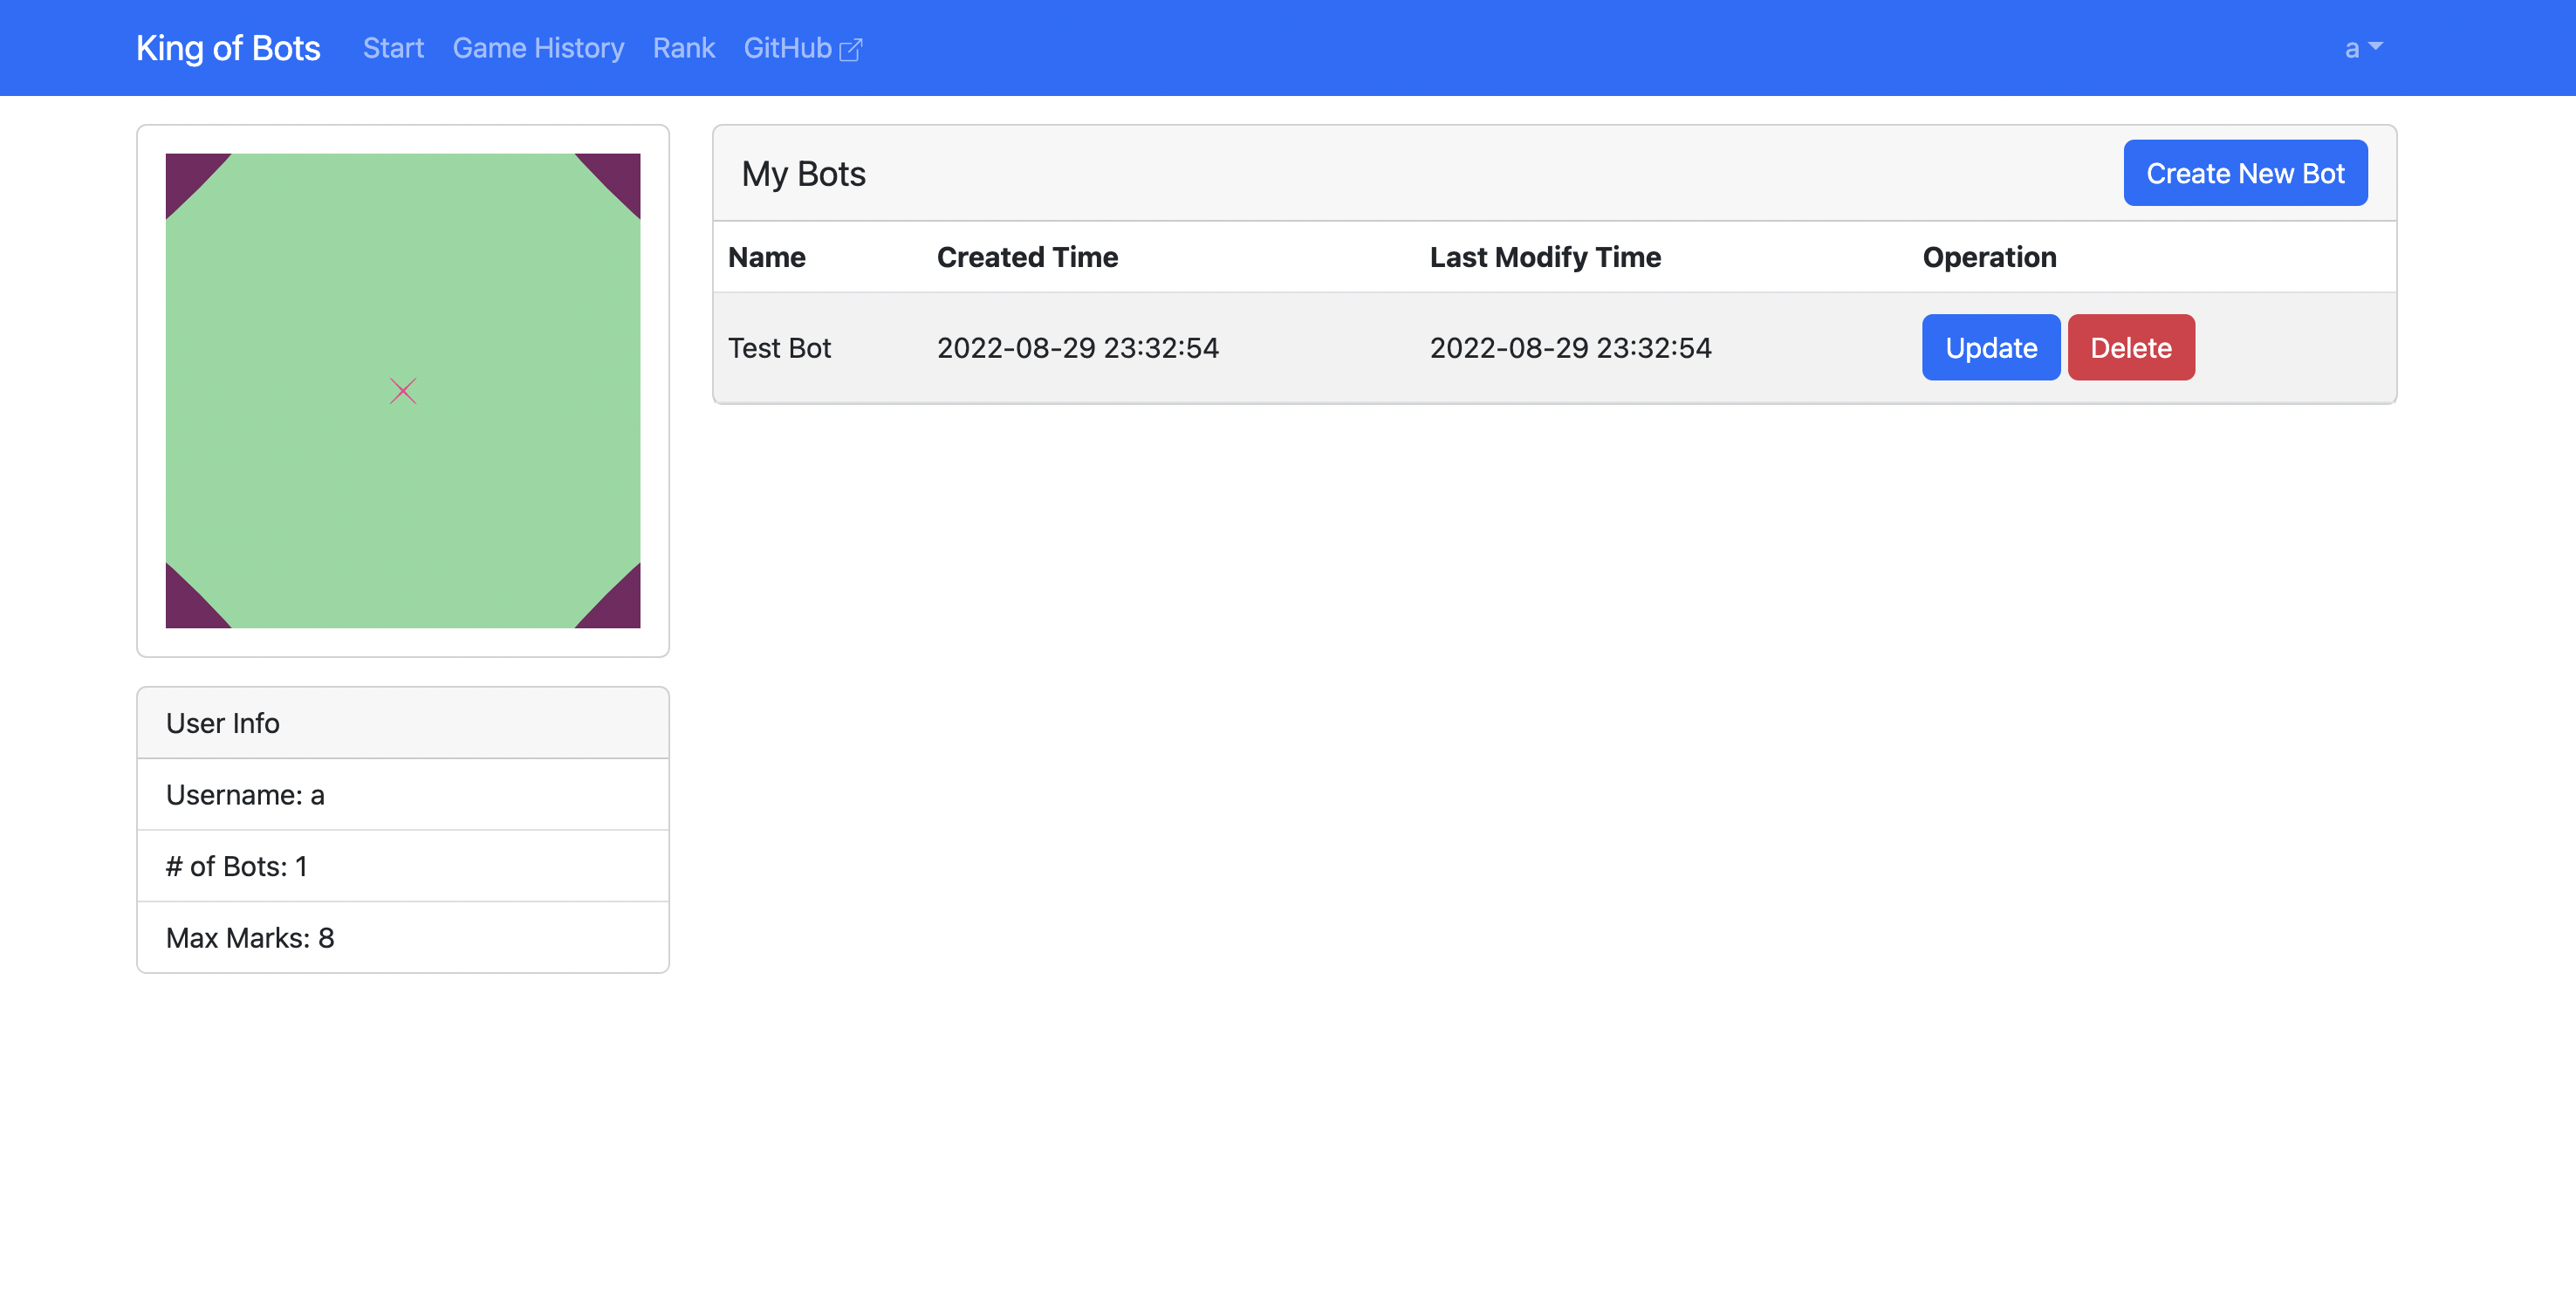 King of Bots Start Game History Rank GitHub a
My Bots Create New Bot
Name Created Time Last Modify Time Operation
Test Bot 2022-08-29 23:32:54 2022-08-29 23:32:54 Update Delete
User Info
Username: a
# of Bots: 1
Max Marks: 8